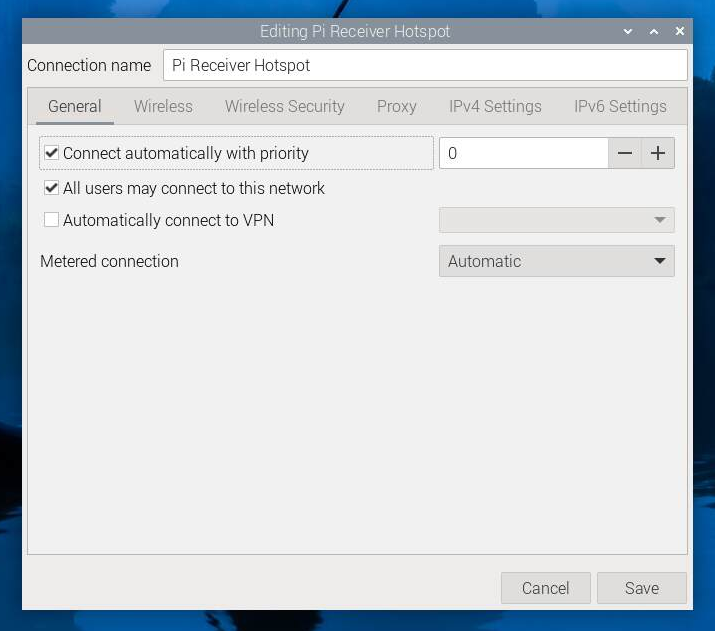 Editing Pi Receiver Hotspot
Connection name Pi Receiver Hotspot
General Wireless Wireless Security Proxy IPv4 Settings IPv6 Settings
Connect automatically with priority 0
All users may connect to this network
Automatically connect to VPN
Metered connection Automatic
Cancel Save